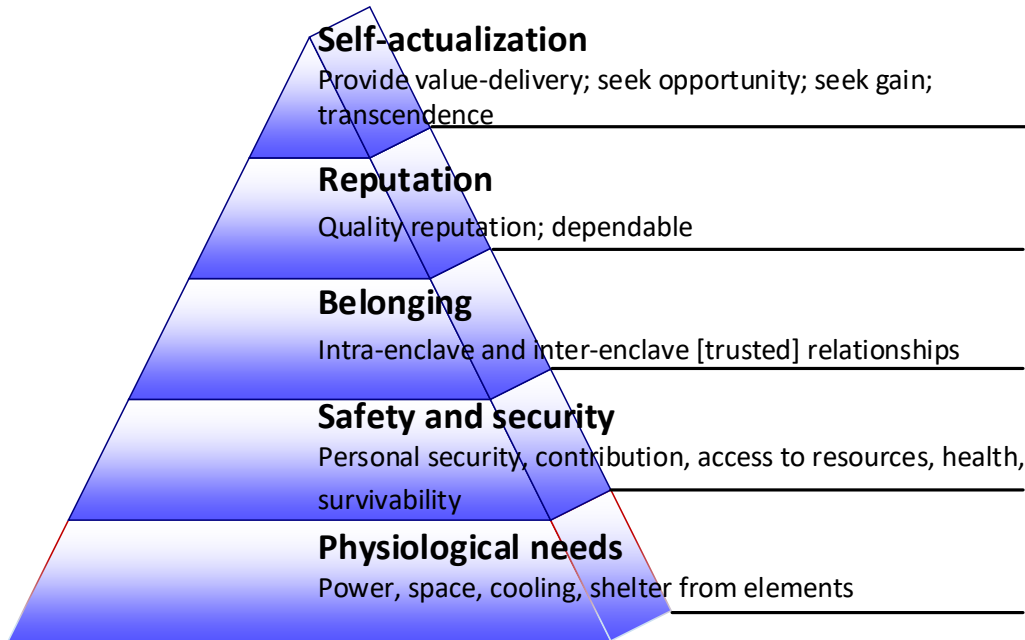 Self-actualization
Provide value-delivery; seek opportunity; seek gain;
transcendence
Reputation
Quality reputation; dependable
Belonging
Intra-enclave and inter-enclave [trusted] relationships
Safety and security
Personal security, contribution, access to resources, health,
survivability
Physiological needs
Power, space, cooling, shelter from elements